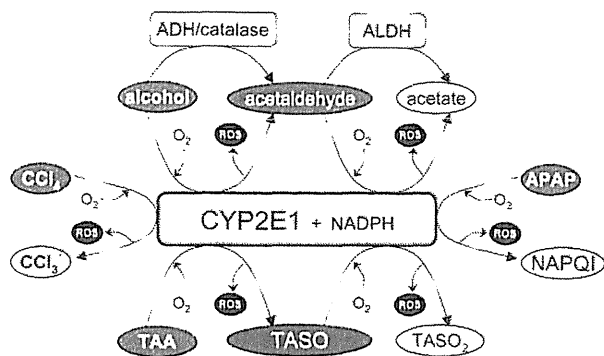 ADH/catalase ALDH
alcohol acetaldehyde acetate
O₂ ROS O₂ ROS
CCl₄ APAP
O₂ O₂
CYP2E1 + NADPH
ROS ROS
CCl₃ NAPQI
O₂ ROS O₂ ROS
TAA TASO TASO₂